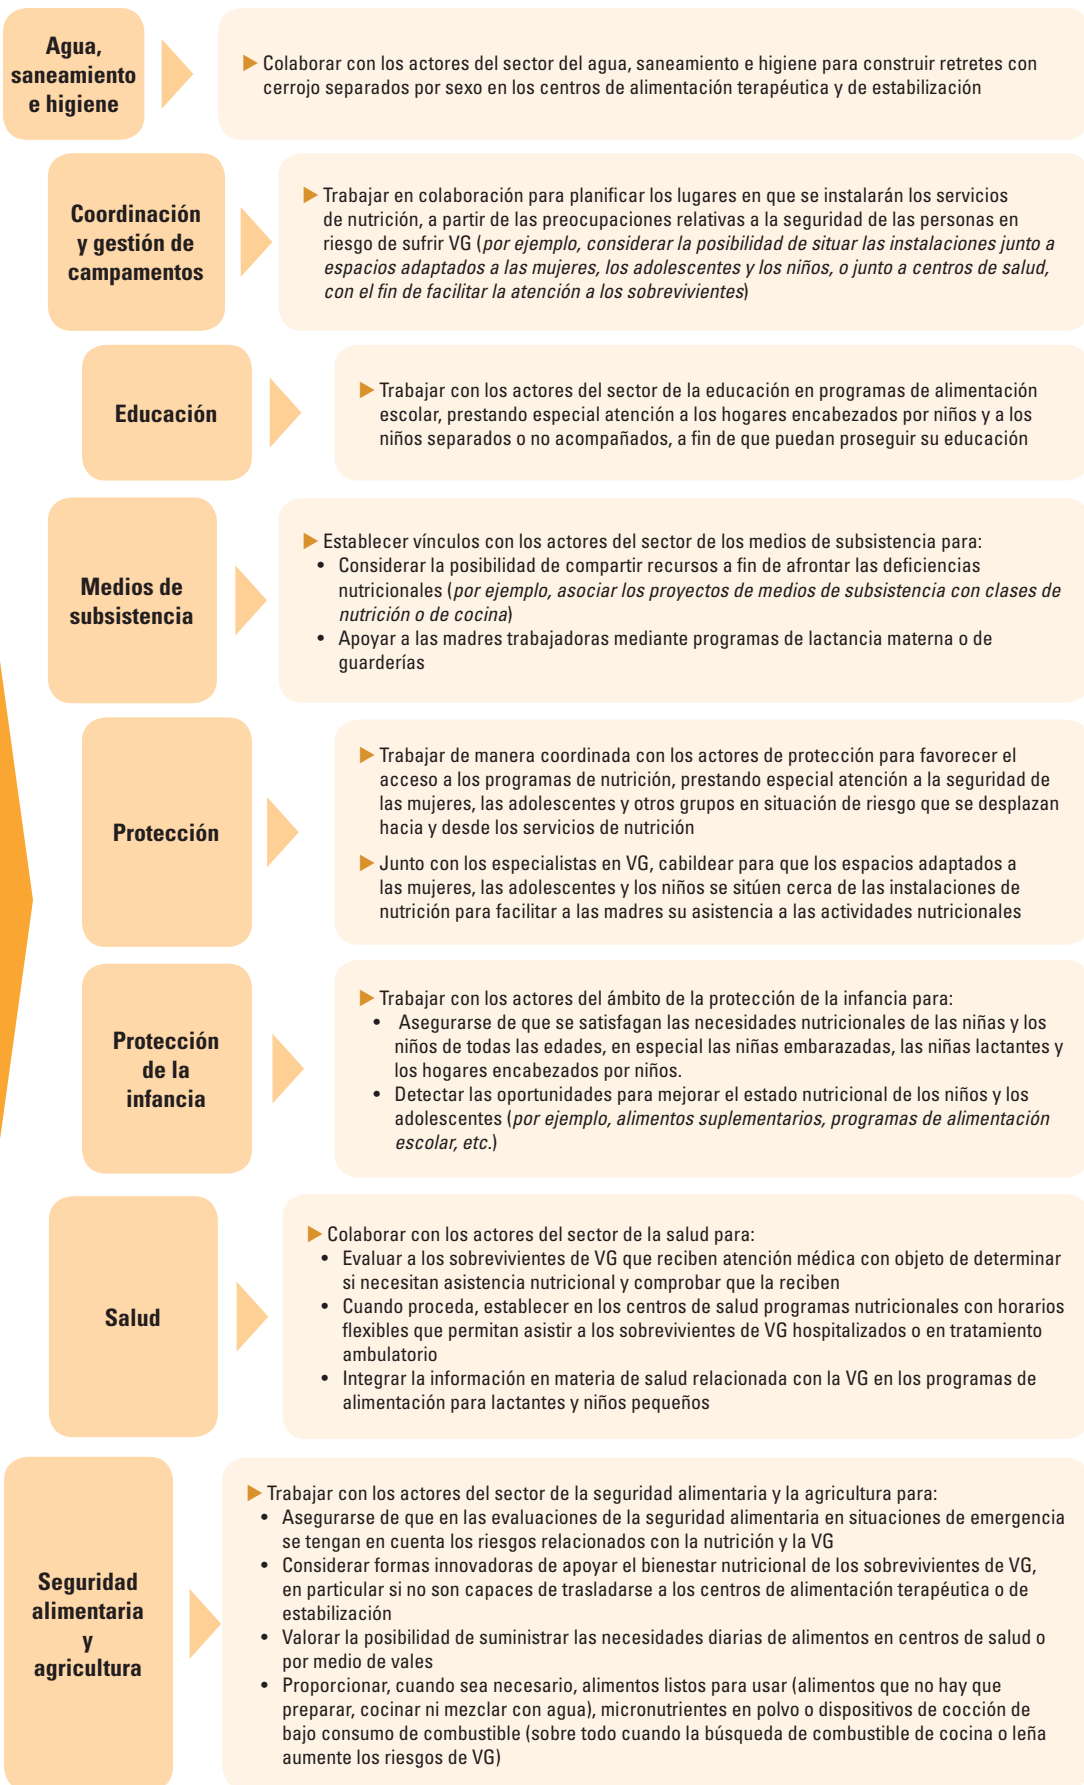 Agua,
saneamiento
e higiene
Colaborar con los actores del sector del agua, saneamiento e higiene para construir retretes con
cerrojo separados por sexo en los centros de alimentación terapéutica y de estabilización
Coordinación
y gestión de
campamentos
Trabajar en colaboración para planificar los lugares en que se instalarán los servicios
de nutrición, a partir de las preocupaciones relativas a la seguridad de las personas en
riesgo de sufrir VG (por ejemplo, considerar la posibilidad de situar las instalaciones junto a
espacios adaptados a las mujeres, los adolescentes y los niños, o junto a centros de salud,
con el fin de facilitar la atención a los sobrevivientes)
Educación
Trabajar con los actores del sector de la educación en programas de alimentación
escolar, prestando especial atención a los hogares encabezados por niños y a los
niños separados o no acompañados, a fin de que puedan proseguir su educación
Medios de
subsistencia
Establecer vínculos con los actores del sector de los medios de subsistencia para:
• Considerar la posibilidad de compartir recursos a fin de afrontar las deficiencias
nutricionales (por ejemplo, asociar los proyectos de medios de subsistencia con clases de
nutrición o de cocina)
• Apoyar a las madres trabajadoras mediante programas de lactancia materna o de
guarderías
Protección
Trabajar de manera coordinada con los actores de protección para favorecer el
acceso a los programas de nutrición, prestando especial atención a la seguridad de
las mujeres, las adolescentes y otros grupos en situación de riesgo que se desplazan
hacia y desde los servicios de nutrición
Junto con los especialistas en VG, cabildear para que los espacios adaptados a
las mujeres, las adolescentes y los niños se sitúen cerca de las instalaciones de
nutrición para facilitar a las madres su asistencia a las actividades nutricionales
Protección
de la
infancia
Trabajar con los actores del ámbito de la protección de la infancia para:
• Asegurarse de que se satisfagan las necesidades nutricionales de las niñas y los
niños de todas las edades, en especial las niñas embarazadas, las niñas lactantes y
los hogares encabezados por niños.
• Detectar las oportunidades para mejorar el estado nutricional de los niños y los
adolescentes (por ejemplo, alimentos suplementarios, programas de alimentación
escolar, etc.)
Salud
Colaborar con los actores del sector de la salud para:
• Evaluar a los sobrevivientes de VG que reciben atención médica con objeto de determinar
si necesitan asistencia nutricional y comprobar que la reciben
• Cuando proceda, establecer en los centros de salud programas nutricionales con horarios
flexibles que permitan asistir a los sobrevivientes de VG hospitalizados o en tratamiento
ambulatorio
• Integrar la información en materia de salud relacionada con la VG en los programas de
alimentación para lactantes y niños pequeños
Seguridad
alimentaria
y
agricultura
Trabajar con los actores del sector de la seguridad alimentaria y la agricultura para:
• Asegurarse de que en las evaluaciones de la seguridad alimentaria en situaciones de emergencia
se tengan en cuenta los riesgos relacionados con la nutrición y la VG
• Considerar formas innovadoras de apoyar el bienestar nutricional de los sobrevivientes de VG,
en particular si no son capaces de trasladarse a los centros de alimentación terapéutica o de
estabilización
• Valorar la posibilidad de suministrar las necesidades diarias de alimentos en centros de salud o
por medio de vales
• Proporcionar, cuando sea necesario, alimentos listos para usar (alimentos que no hay que
preparar, cocinar ni mezclar con agua), micronutrientes en polvo o dispositivos de cocción de
bajo consumo de combustible (sobre todo cuando la búsqueda de combustible de cocina o leña
aumente los riesgos de VG)